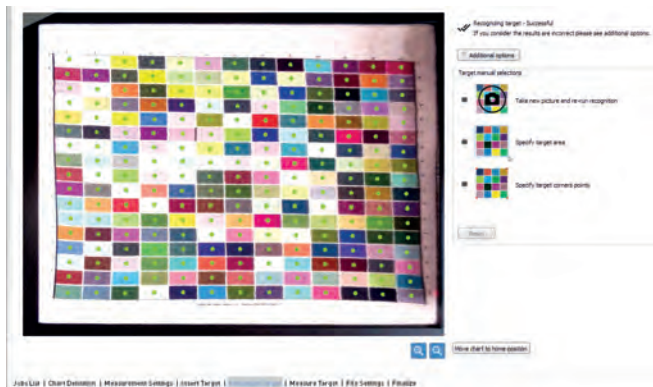 Recognizing target - Successful
If you consider the results are incorrect please see additional options.
Additional options
Target manual selections
Take new picture and re-run recognition
Specify target area
Specify target corners points
Move chart to home position
Jobs List | Chart Definition | Measurement Settings | Insert Target | | Measure Target | File Settings | Finalize